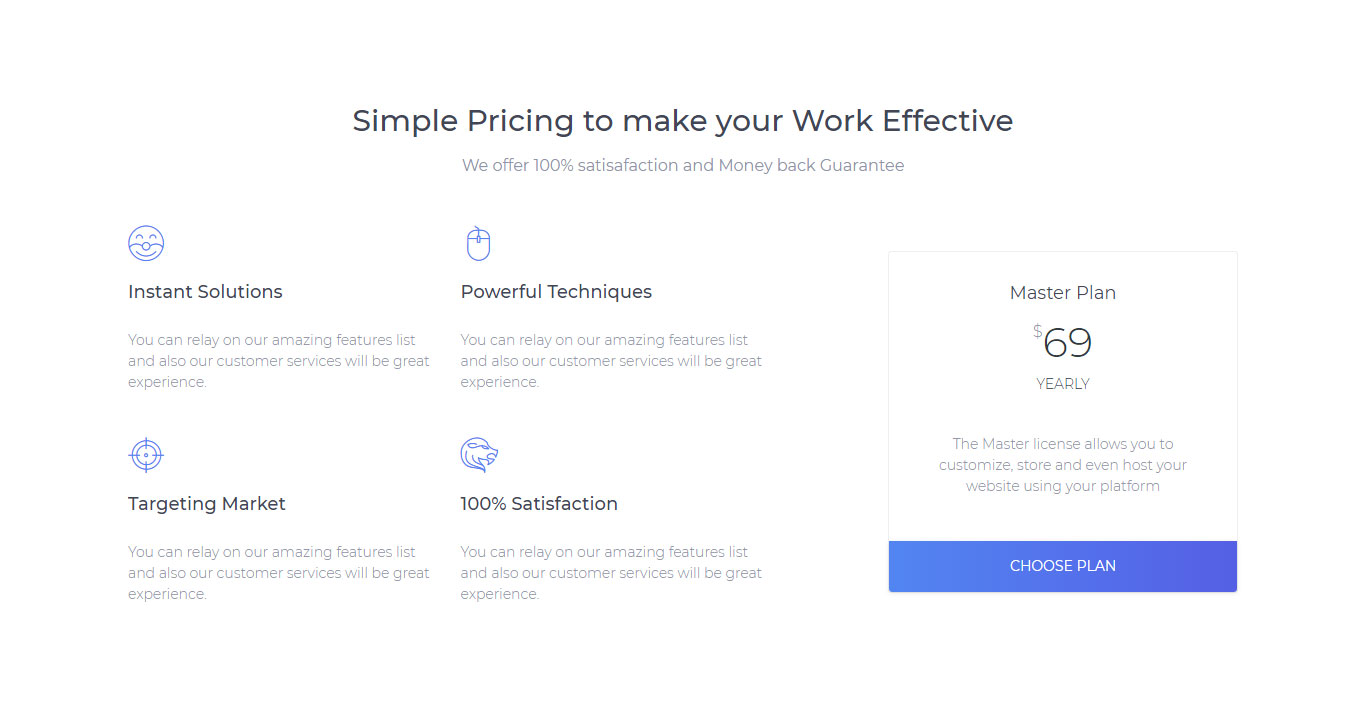 Simple Pricing to make your Work Effective
We offer 100% satisafaction and Money back Guarantee
Instant Solutions
You can relay on our amazing features list
and also our customer services will be great
experience.
Powerful Techniques
You can relay on our amazing features list
and also our customer services will be great
experience.
Targeting Market
You can relay on our amazing features list
and also our customer services will be great
experience.
100% Satisfaction
You can relay on our amazing features list
and also our customer services will be great
experience.
Master Plan
$69
YEARLY
The Master license allows you to
customize, store and even host your
website using your platform
CHOOSE PLAN